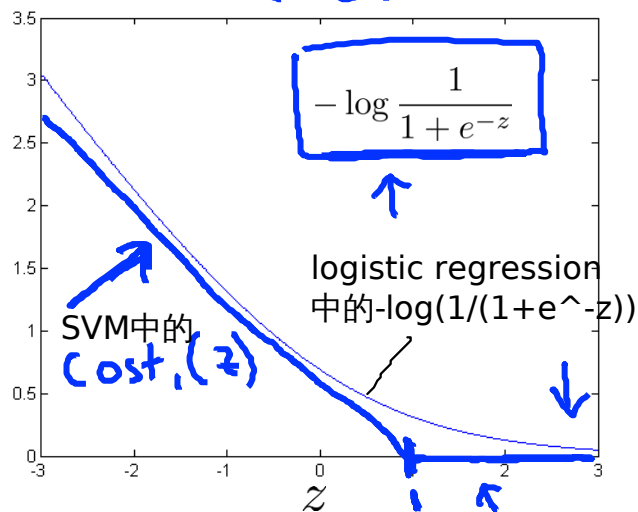 3.5
3
2.5
2
1.5
1
0.5
0
-3
-2
-1
0
1
2
3
z
-log 1/(1 + e^{-z})
logistic regression
中的-log(1/(1+e^-z))
SVM中的
Cost₁(z)